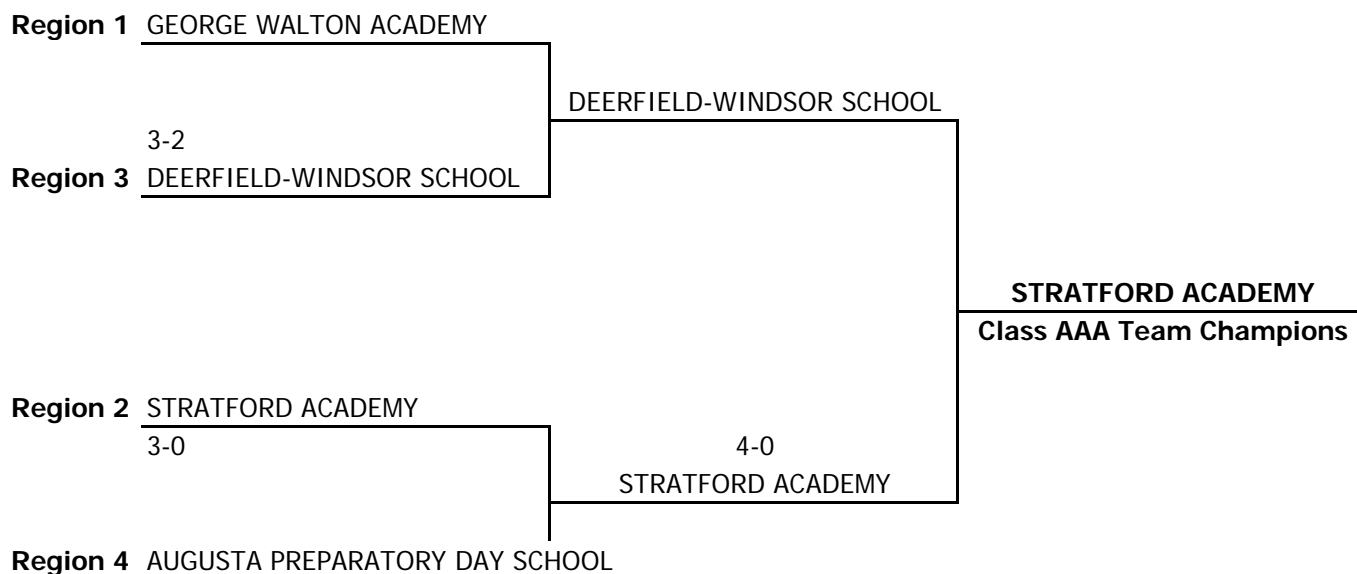 Region 1 GEORGE WALTON ACADEMY
DEERFIELD-WINDSOR SCHOOL
3-2
Region 3 DEERFIELD-WINDSOR SCHOOL
STRATFORD ACADEMY
Class AAA Team Champions
Region 2 STRATFORD ACADEMY
3-0 4-0
STRATFORD ACADEMY
Region 4 AUGUSTA PREPARATORY DAY SCHOOL